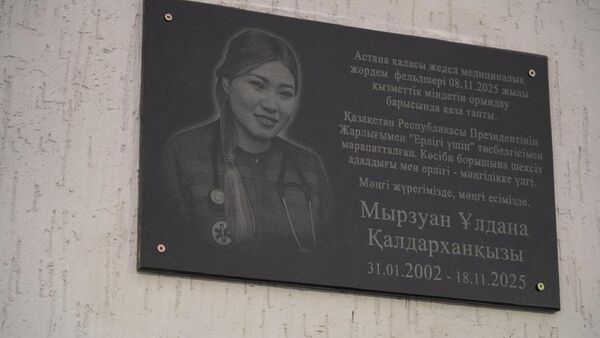 Астана қаласы жедел медициналық
жәрдем фельдшері 08.11.2025 жылы
қызметтік міндетін орындау
барысында қаза тапты.
Қазақстан Республикасы Президентінің
Жарлығымен "Ерлігі үшін" төсбелгісімен
марапатталған. Кәсіби борышына шексіз
адалдығы мен ерлігі - мәңгілікке үлгі.
Мәңгі жүрегімізде, мәңгі есімізде.
Мырзуан Ұлдана
Қалдарханқызы
31.01.2002 - 18.11.2025